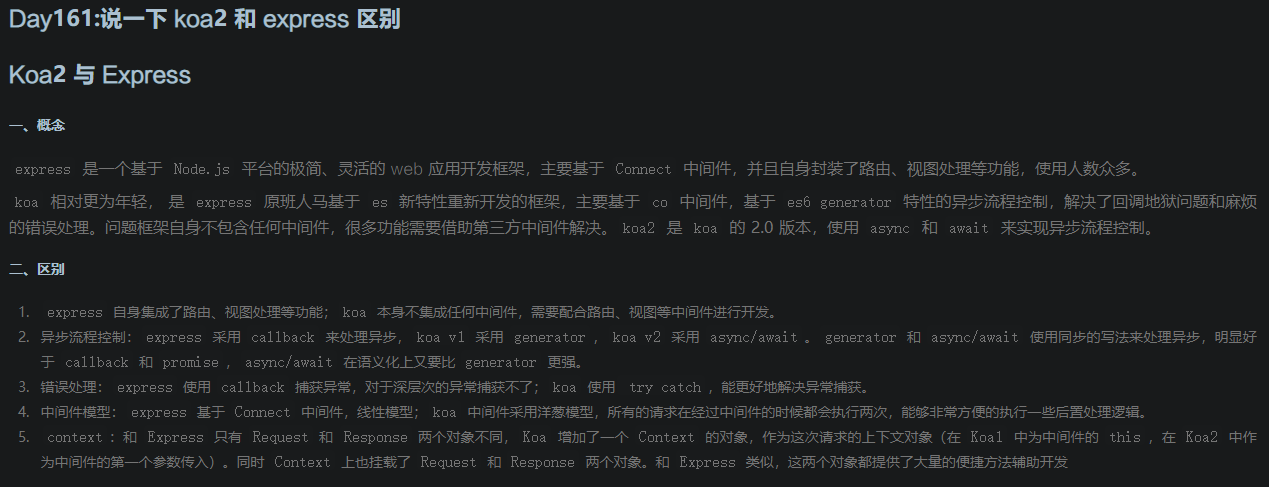 Day161:说一下 koa2 和 express 区别
Koa2 与 Express
一、概念
express 是一个基于 Node.js 平台的极简、灵活的 web 应用开发框架，主要基于 Connect 中间件，并且自身封装了路由、视图处理等功能，使用人数众多。
koa 相对更为年轻， 是 express 原班人马基于 es 新特性重新开发的框架，主要基于 co 中间件，基于 es6 generator 特性的异步流程控制，解决了回调地狱问题和麻烦
的错误处理。问题框架自身不包含任何中间件，很多功能需要借助第三方中间件解决。 koa2 是 koa 的 2.0 版本，使用 async 和 await 来实现异步流程控制。
二、区别
1. express 自身集成了路由、视图处理等功能； koa 本身不集成任何中间件，需要配合路由、视图等中间件进行开发。
2. 异步流程控制： express 采用 callback 来处理异步， koa v1 采用 generator ， koa v2 采用 async/await 。 generator 和 async/await 使用同步的写法来处理异步，明显好
于 callback 和 promise ， async/await 在语义化上又要比 generator 更强。
3. 错误处理： express 使用 callback 捕获异常，对于深层次的异常捕获不了； koa 使用 try catch ，能更好地解决异常捕获。
4. 中间件模型： express 基于 Connect 中间件，线性模型； koa 中间件采用洋葱模型，所有的请求在经过中间件的时候都会执行两次，能够非常方便的执行一些后置处理逻辑。
5. context ：和 Express 只有 Request 和 Response 两个对象不同， Koa 增加了一个 Context 的对象，作为这次请求的上下文对象（在 Koa1 中为中间件的 this ，在 Koa2 中作
为中间件的第一个参数传入）。同时 Context 上也挂载了 Request 和 Response 两个对象。和 Express 类似，这两个对象都提供了大量的便捷方法辅助开发